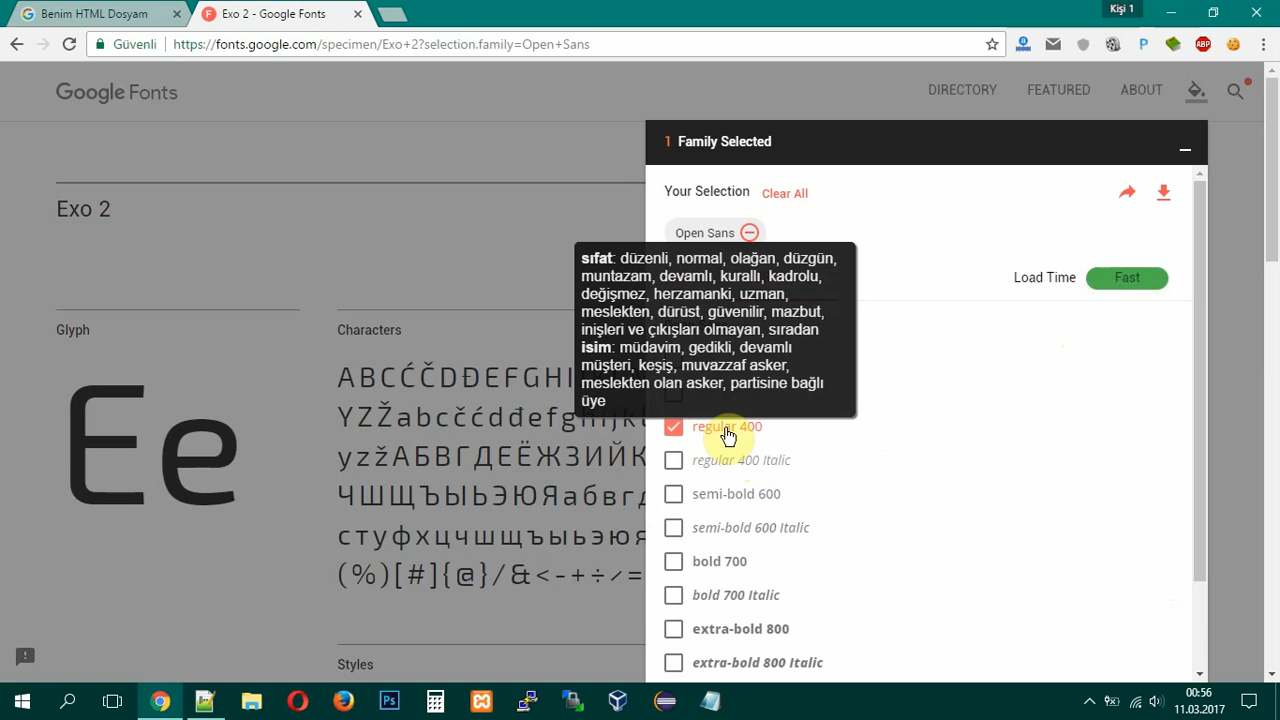 Benim HTML Dosyam
Exo 2 - Google Fonts
Kişi 1
Güvenli
https://fonts.google.com/specimen/Exo+2?selection.family=Open+Sans
ABP
Google Fonts
DIRECTORY
FEATURED
ABOUT
1 Family Selected
Your Selection
Clear All
Exo 2
Open Sans
sıfat: düzenli, normal, olağan, düzgün,
muntazam, devamlı, kurallı, kadrolu,
değişmez, herzamanki, uzman,
meslekten, dürüst, güvenilir, mazbut,
inişleri ve çıkışları olmayan, sıradan
isim: müdavim, gedikli, devamlı
müşteri, keşiş, muvazzaf asker,
meslekten olan asker, partisine bağlı
üye
Load Time
Fast
Glyph
Characters
Ee
ABCĆČDĐEFGHI
YZŽabcčćdđefghijkl
yzžАБВГДЕЁЖЗИЙК
ЧШЩЪЫЬЭЮЯабвгд
стуфхцчшщъыьэюя
(%)[#]{@}/&<-+÷×=
regular 400
regular 400 Italic
semi-bold 600
semi-bold 600 Italic
bold 700
bold 700 Italic
extra-bold 800
extra-bold 800 Italic
Styles
Ps
00:56
11.03.2017